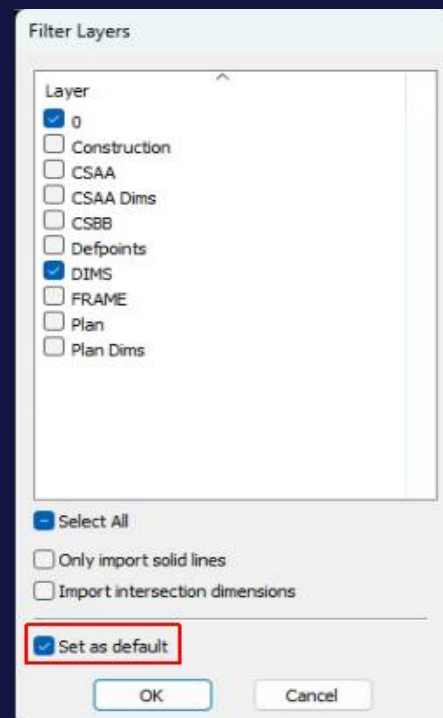 Filter Layers
Layer
0
Construction
CSAA
CSAA Dims
CSBB
Defpoints
DIMS
FRAME
Plan
Plan Dims
Select All
Only import solid lines
Import intersection dimensions
Set as default
OK
Cancel